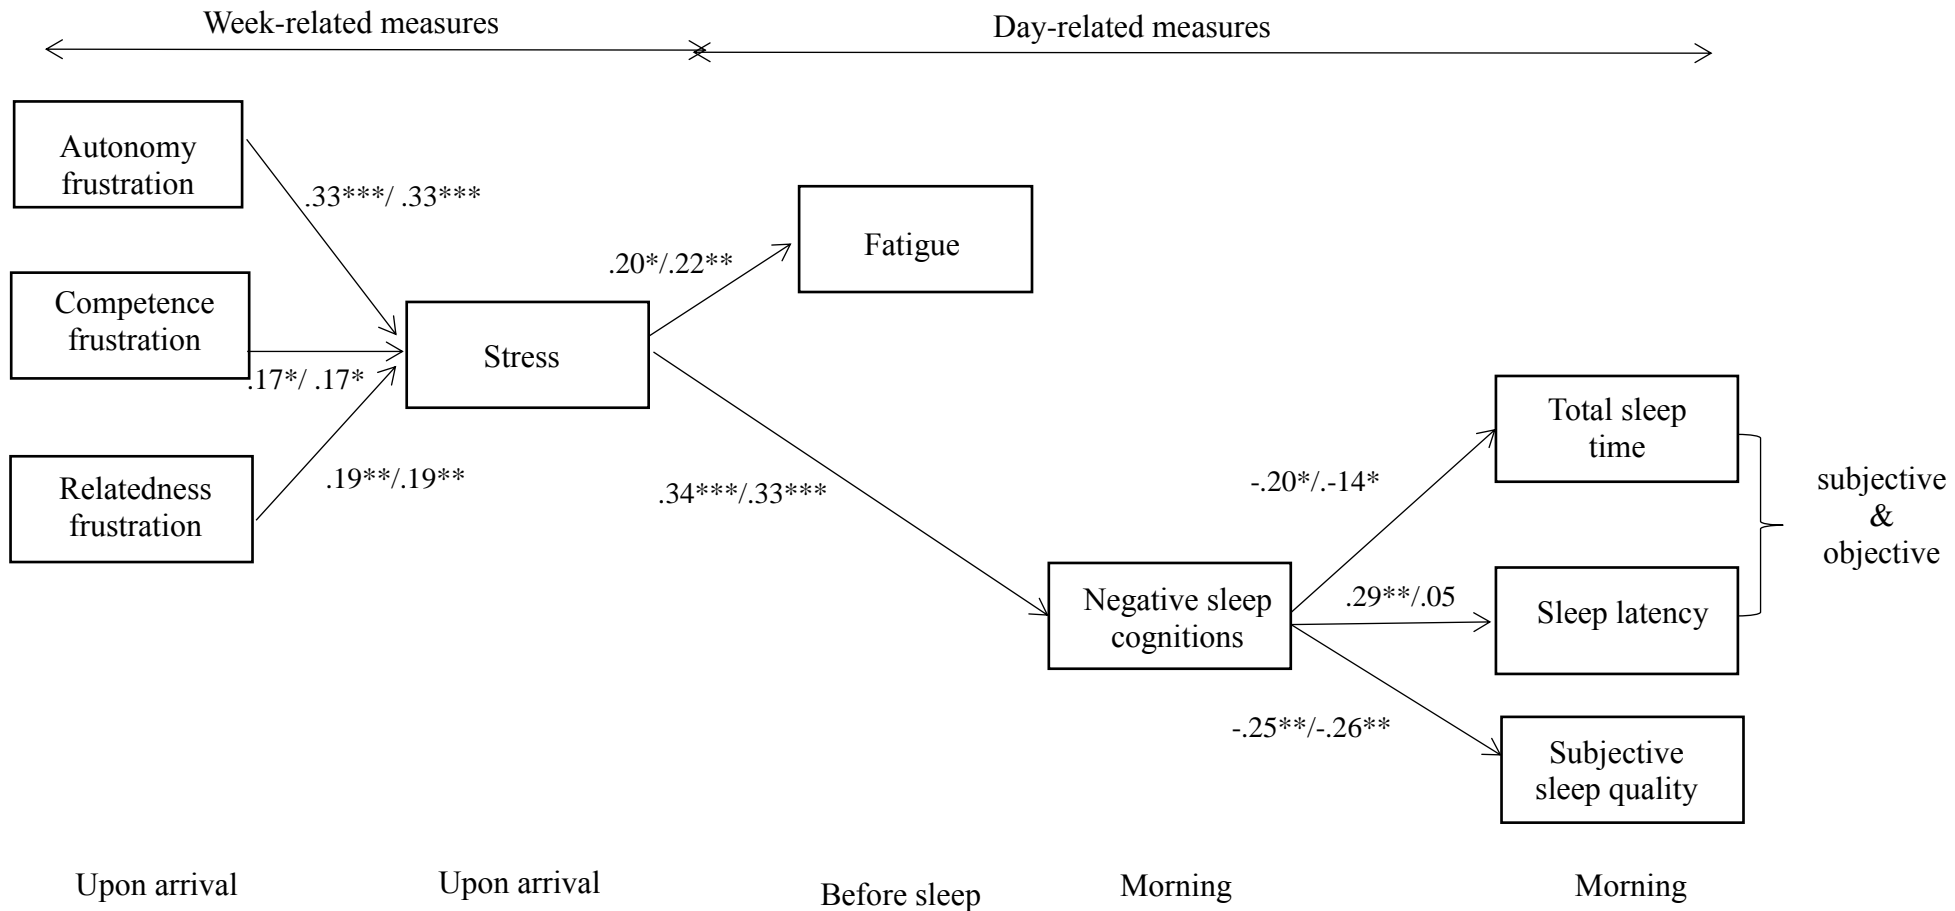 Week-related measures
Day-related measures
Autonomy
frustration
.33***/ .33***
Fatigue
.20*/.22**
Competence
frustration
.17*/ .17*
Stress
Relatedness
frustration
.19**/.19**
.34***/.33***
Negative sleep
cognitions
-.20*/.-14*
.29**/.05
-.25**/-.26**
Total sleep
time
Sleep latency
Subjective
sleep quality
subjective
&
objective
Upon arrival
Upon arrival
Before sleep
Morning
Morning